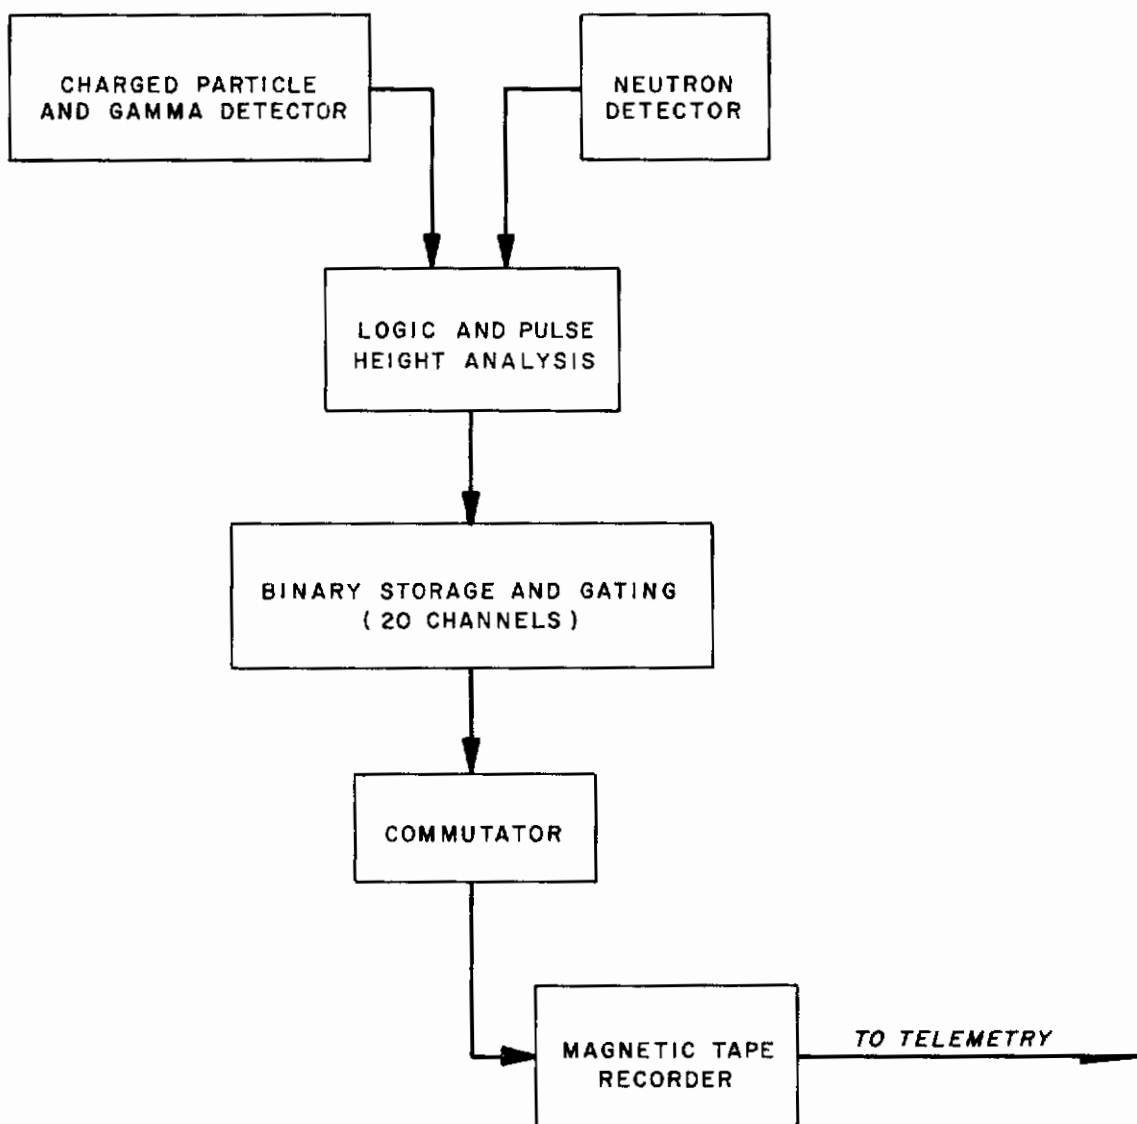 CHARGED PARTICLE
AND GAMMA DETECTOR
NEUTRON
DETECTOR
LOGIC AND PULSE
HEIGHT ANALYSIS
BINARY STORAGE AND GATING
(20 CHANNELS)
COMMUTATOR
MAGNETIC TAPE
RECORDER
TO TELEMETRY